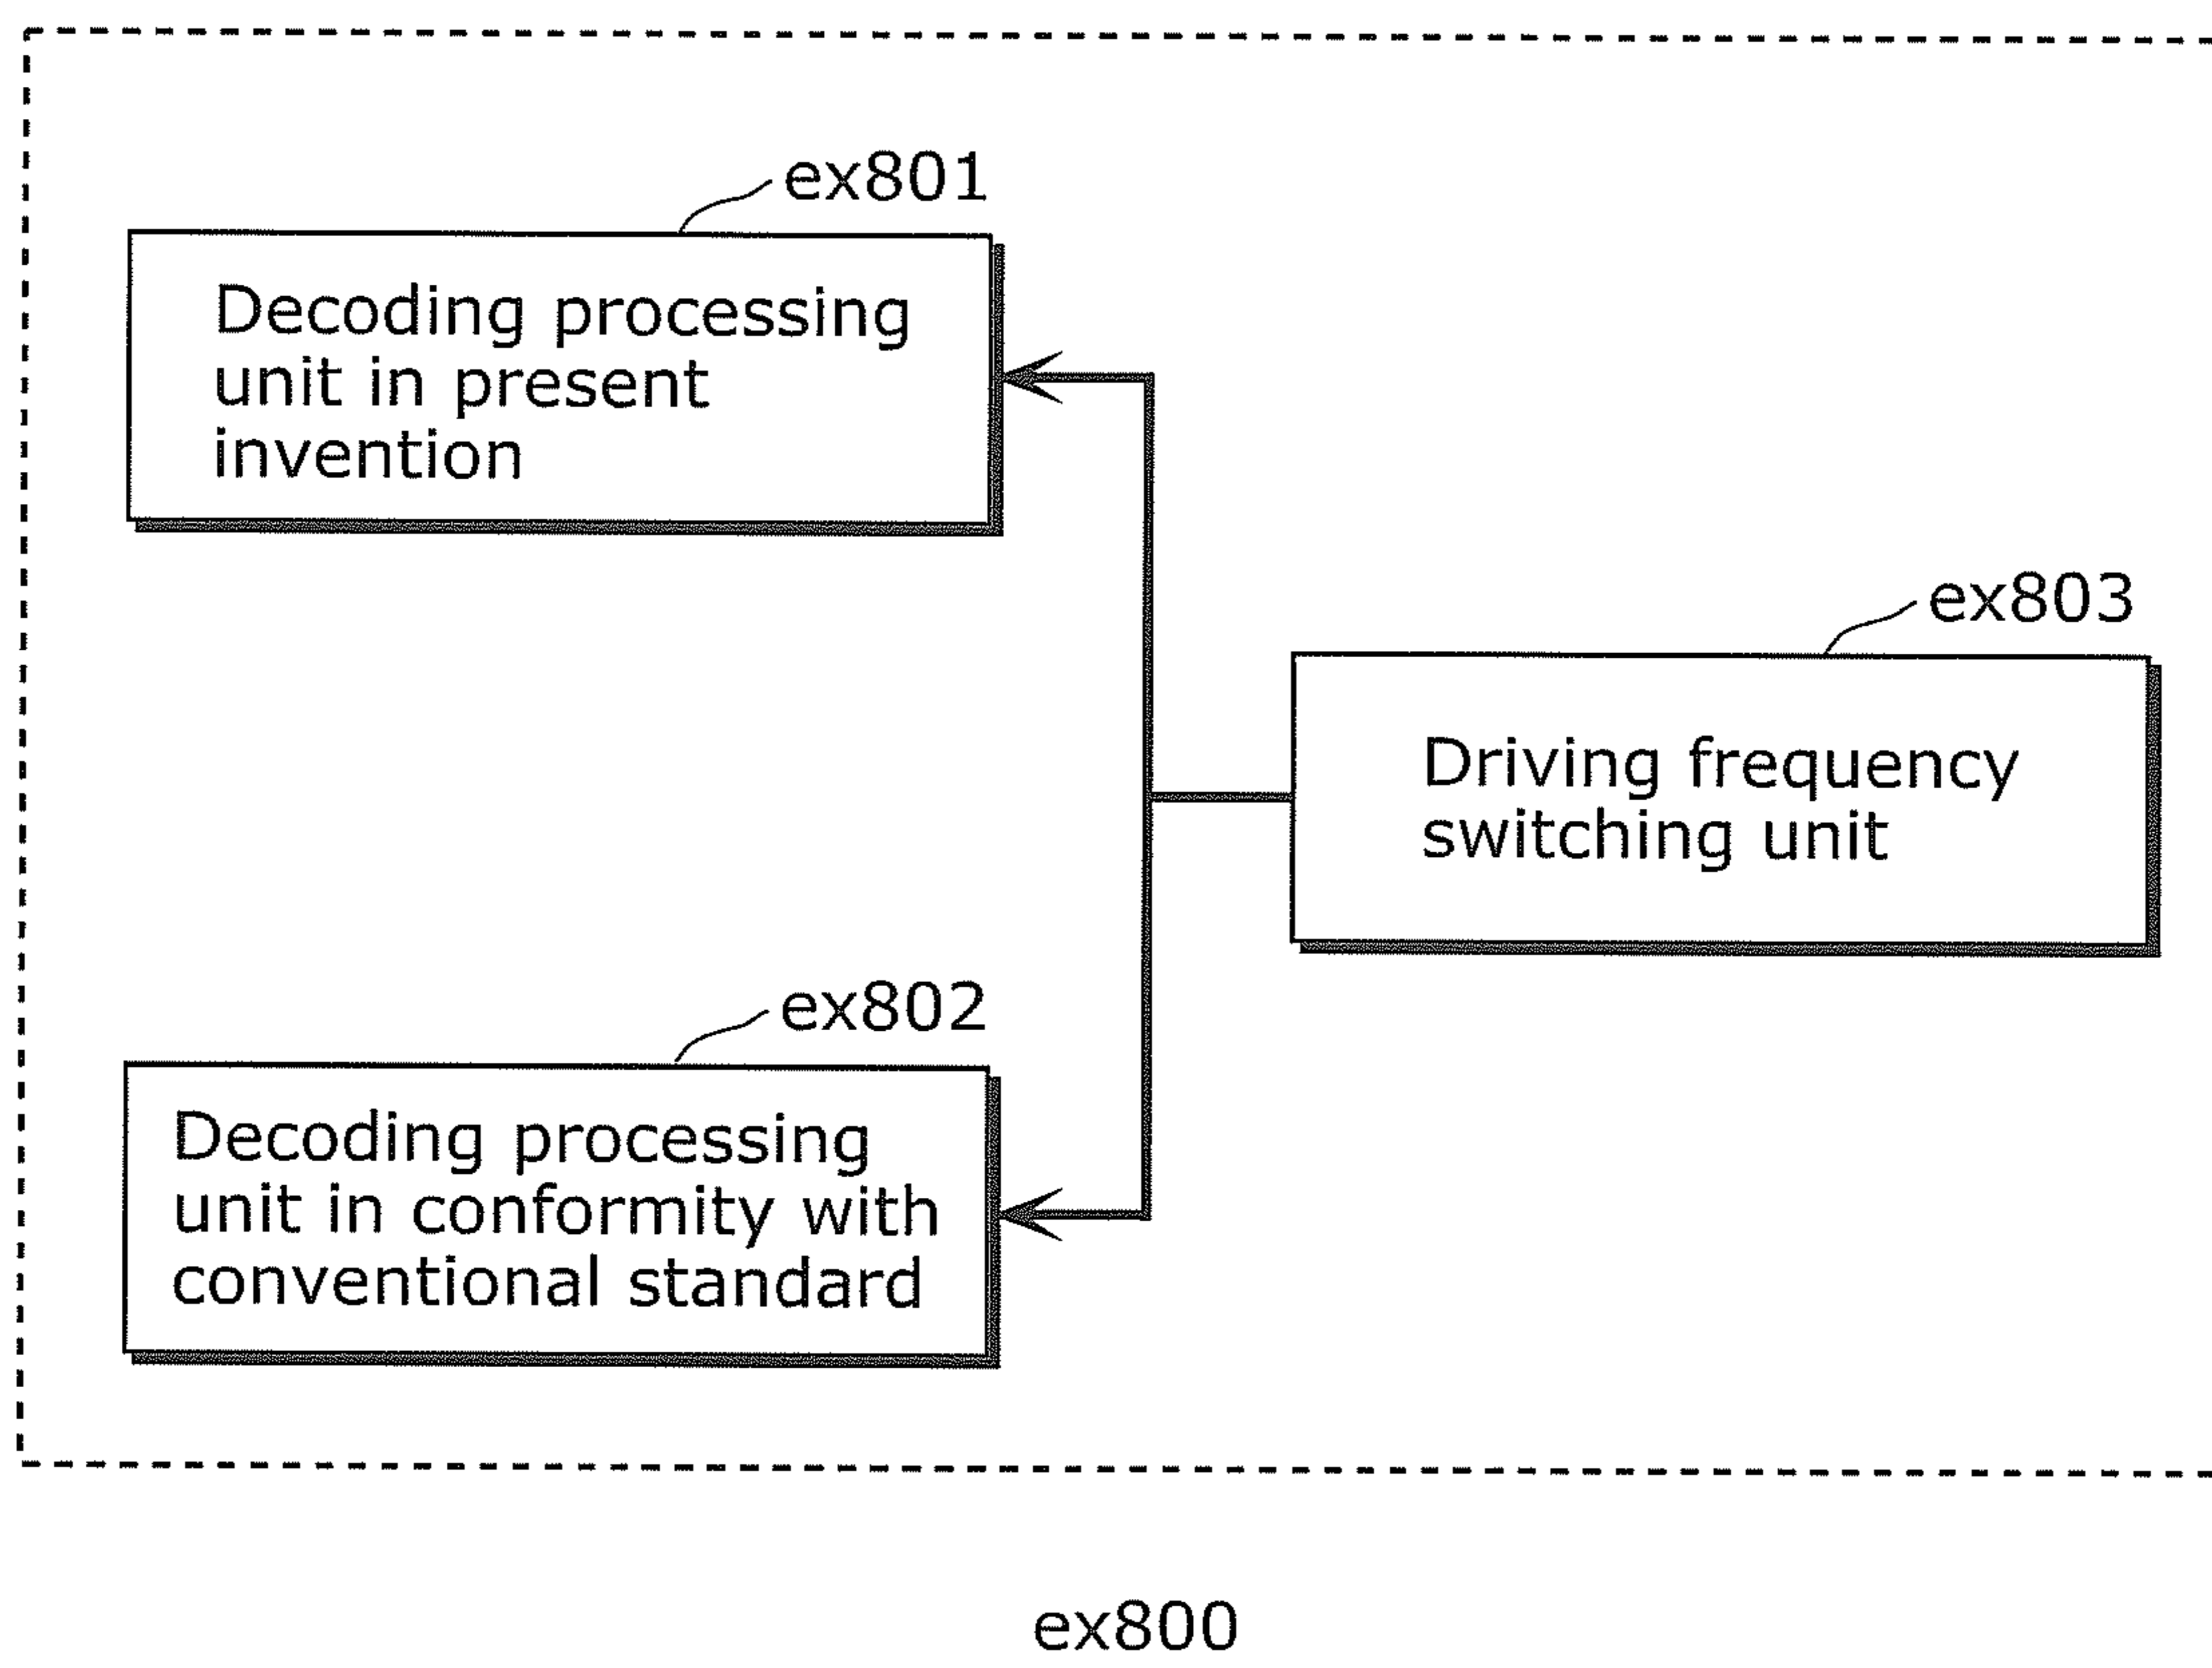 ex801
Decoding processing
unit in present
invention
ex803
Driving frequency
switching unit
ex802
Decoding processing
unit in conformity with
conventional standard
ex800